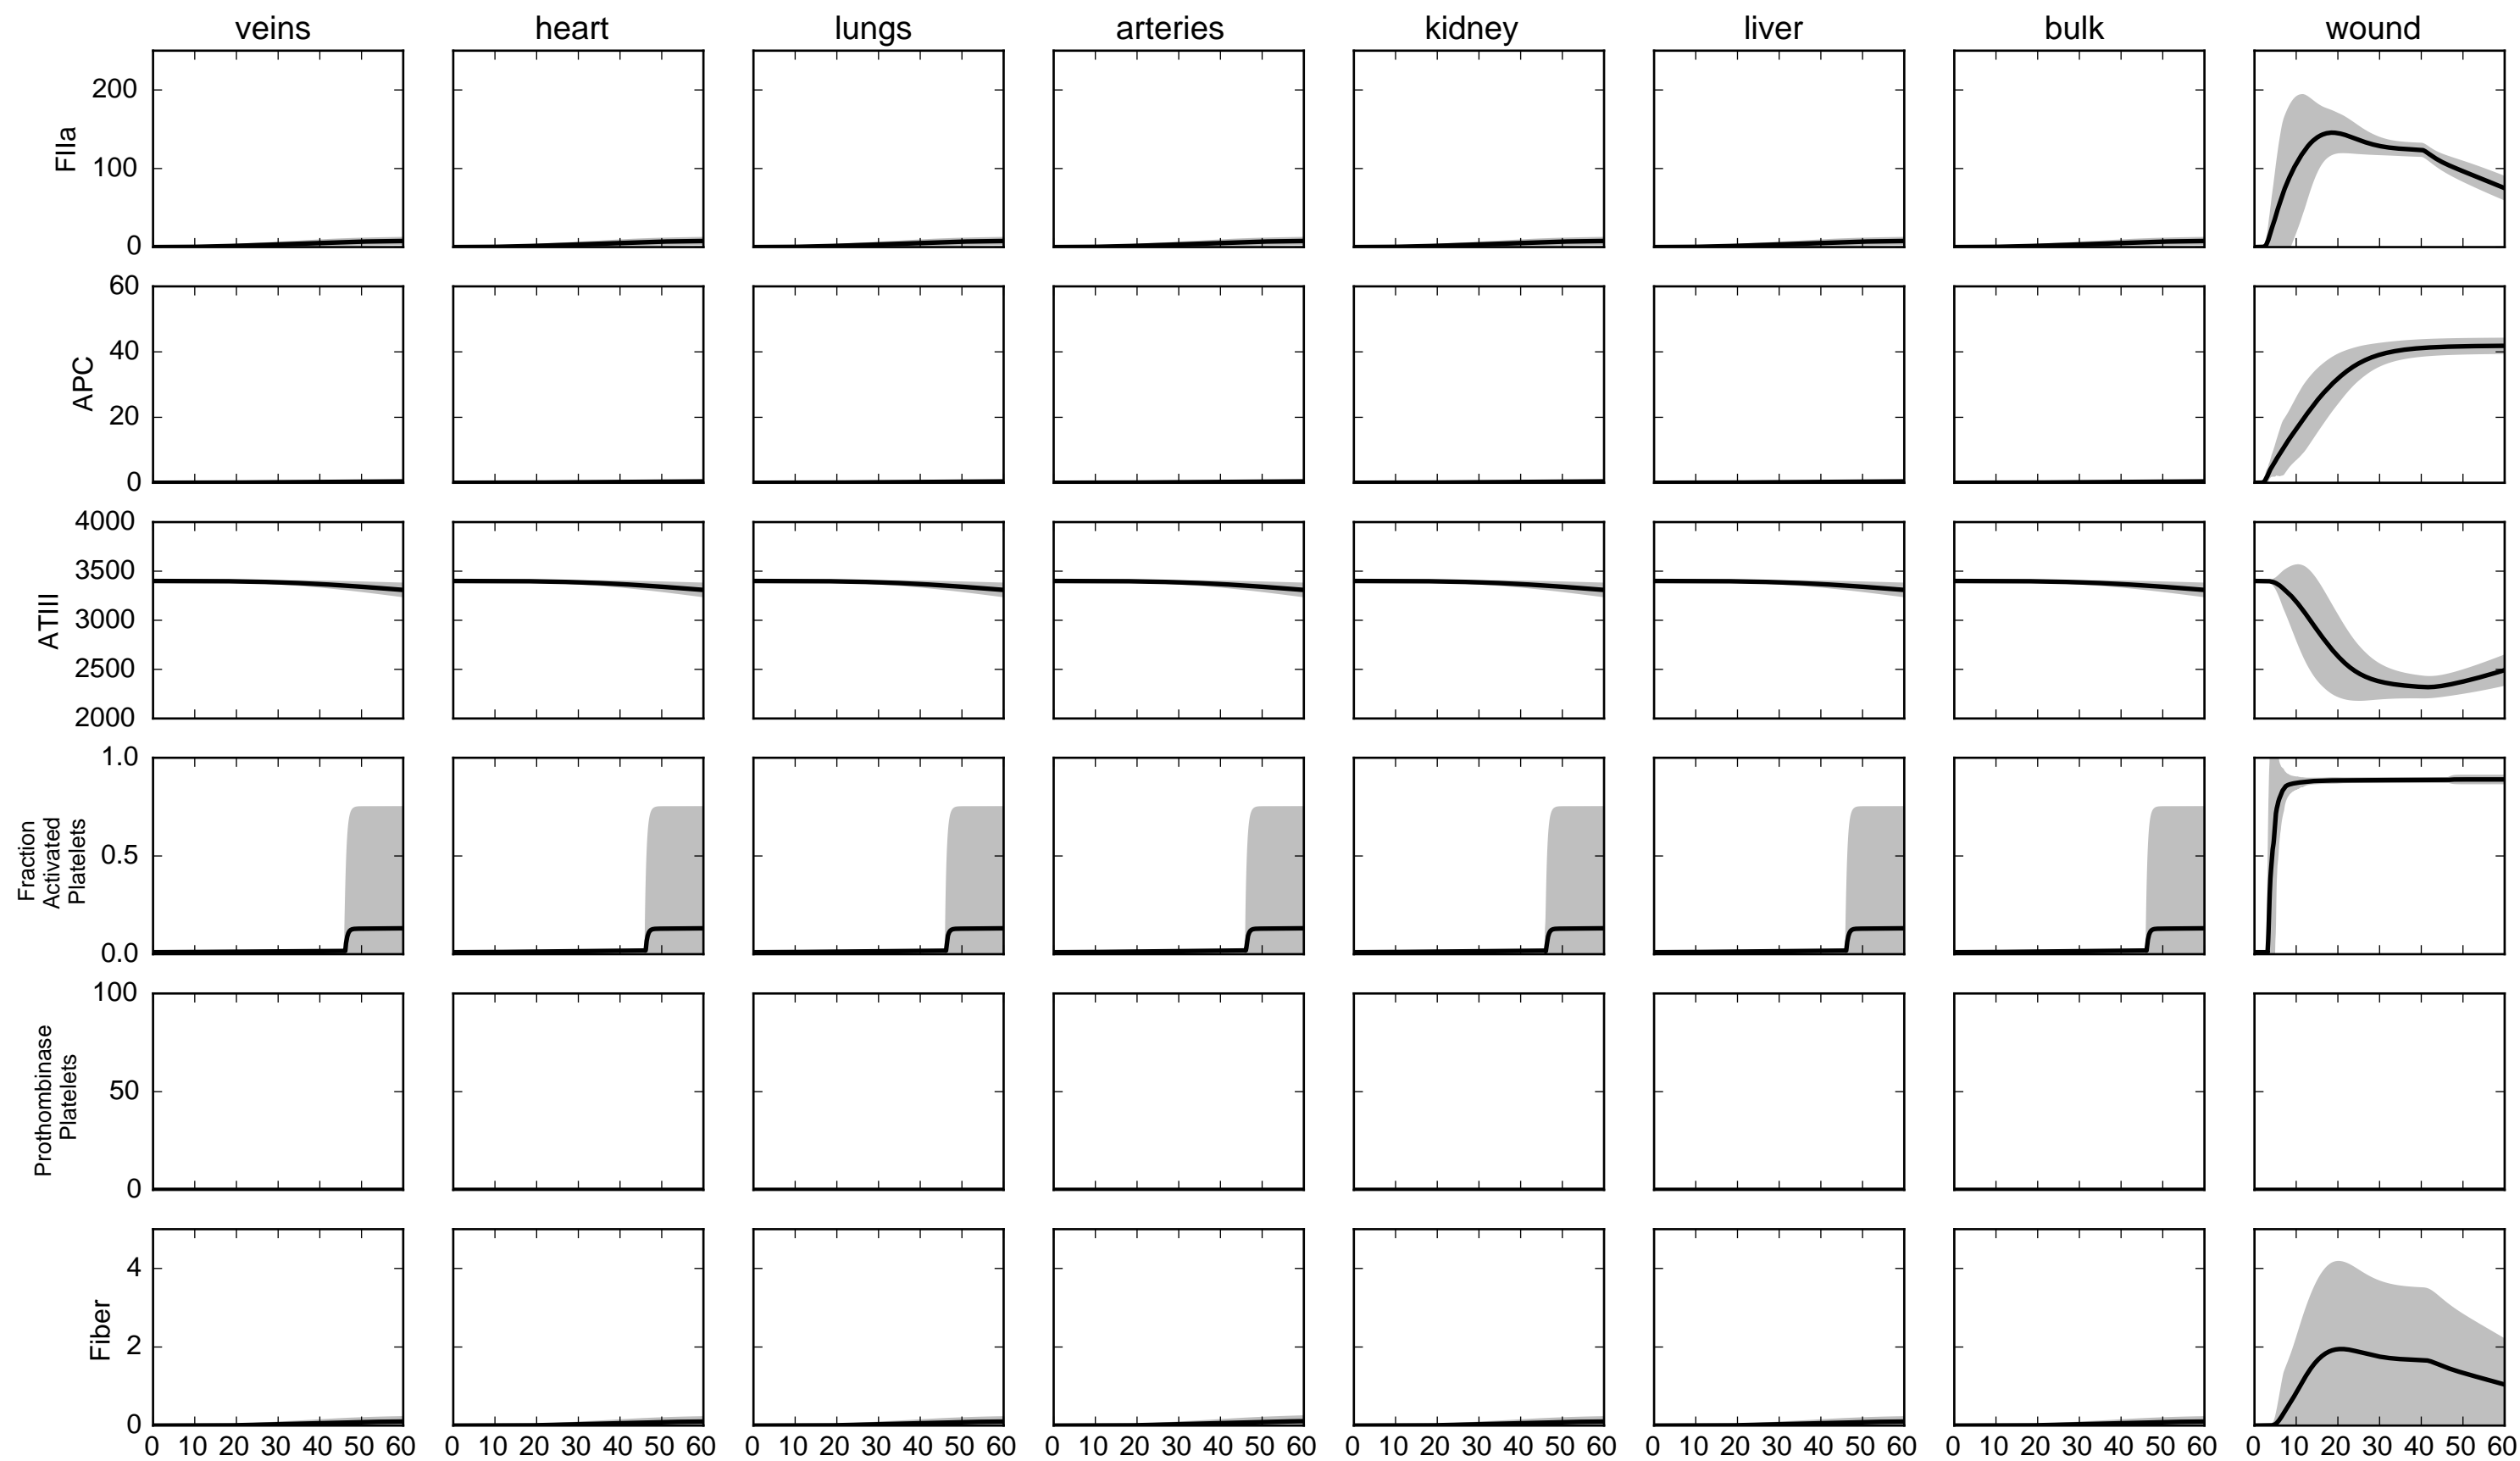 veins heart lungs arteries kidney liver bulk wound
FIIa
200
100
0
APC
60
40
20
0
ATIII
4000
3500
3000
2500
2000
Fraction
Activated
Platelets
1.0
0.5
0.0
Prothombinase
Platelets
100
50
0
Fiber
4
2
0
0 10 20 30 40 50 60 0 10 20 30 40 50 60 0 10 20 30 40 50 60 0 10 20 30 40 50 60 0 10 20 30 40 50 60 0 10 20 30 40 50 60 0 10 20 30 40 50 60 0 10 20 30 40 50 60